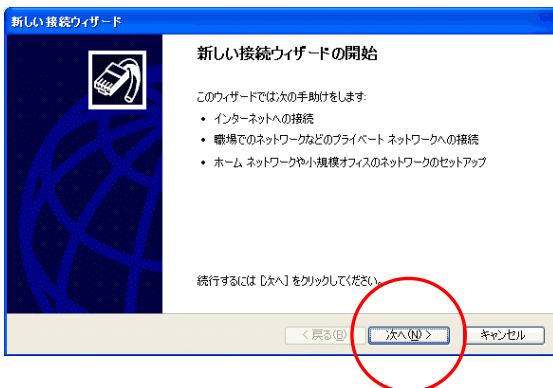 新しい接続ウィザード
新しい接続ウィザードの開始
このウィザードでは次の手助けをします:
• インターネットへの接続
• 職場でのネットワークなどのプライベート ネットワークへの接続
• ホーム ネットワークや小規模オフィスのネットワークのセットアップ
続行するには [次へ] をクリックしてください。
< 戻る(B) 次へ(N) > キャンセル